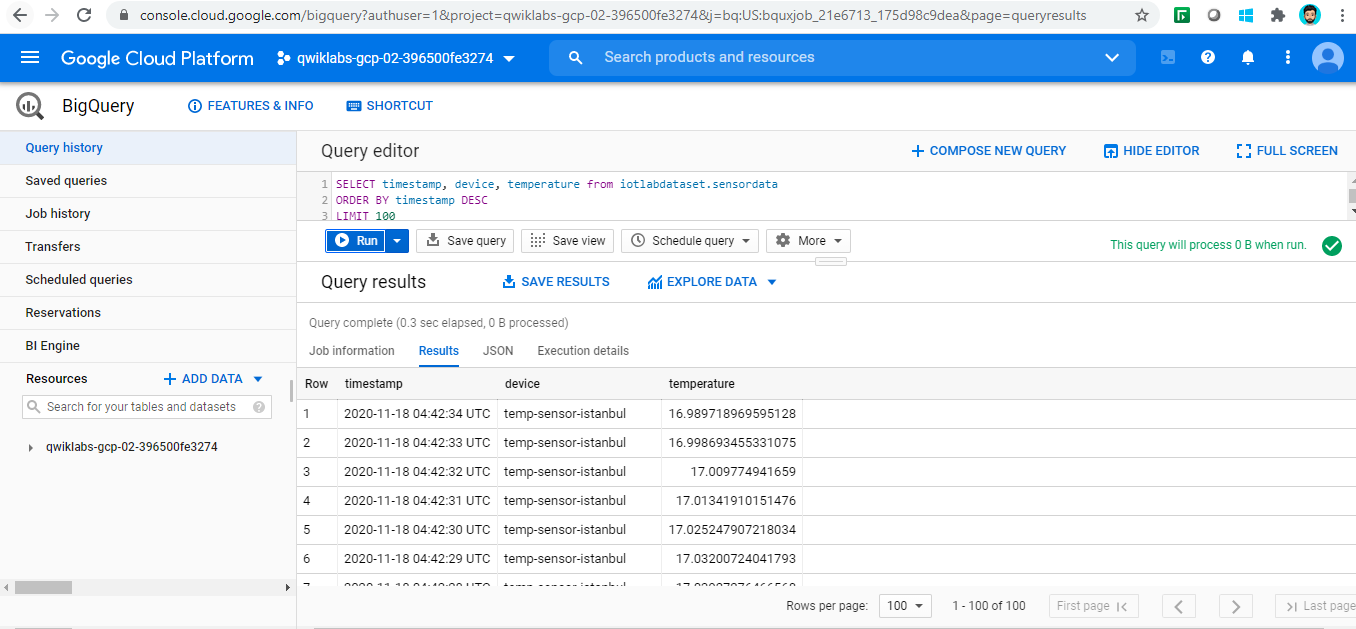 console.cloud.google.com/bigquery?authuser=1&project=qwiklabs-gcp-02-396500fe3274&j=bq:US:bquxjob_21e6713_175d98c9dea&page=queryresults
Google Cloud Platform qwiklabs-gcp-02-396500fe3274 Search products and resources
BigQuery FEATURES & INFO SHORTCUT
Query history
Saved queries
Job history
Transfers
Scheduled queries
Reservations
BI Engine
Resources ADD DATA
Search for your tables and datasets
qwiklabs-gcp-02-396500fe3274
Query editor COMPOSE NEW QUERY HIDE EDITOR FULL SCREEN
1 SELECT timestamp, device, temperature from iotlabdataset.sensordata
2 ORDER BY timestamp DESC
3 LIMIT 100
Run Save query Save view Schedule query More This query will process 0 B when run.
Query results SAVE RESULTS EXPLORE DATA
Query complete (0.3 sec elapsed, 0 B processed)
Job information Results JSON Execution details
Row timestamp device temperature
1 2020-11-18 04:42:34 UTC temp-sensor-istanbul 16.989718969595128
2 2020-11-18 04:42:33 UTC temp-sensor-istanbul 16.998693455331075
3 2020-11-18 04:42:32 UTC temp-sensor-istanbul 17.009774941659
4 2020-11-18 04:42:31 UTC temp-sensor-istanbul 17.01341910151476
5 2020-11-18 04:42:30 UTC temp-sensor-istanbul 17.025247907218034
6 2020-11-18 04:42:29 UTC temp-sensor-istanbul 17.03200724041793
Rows per page: 100 1 - 100 of 100 First page Last page